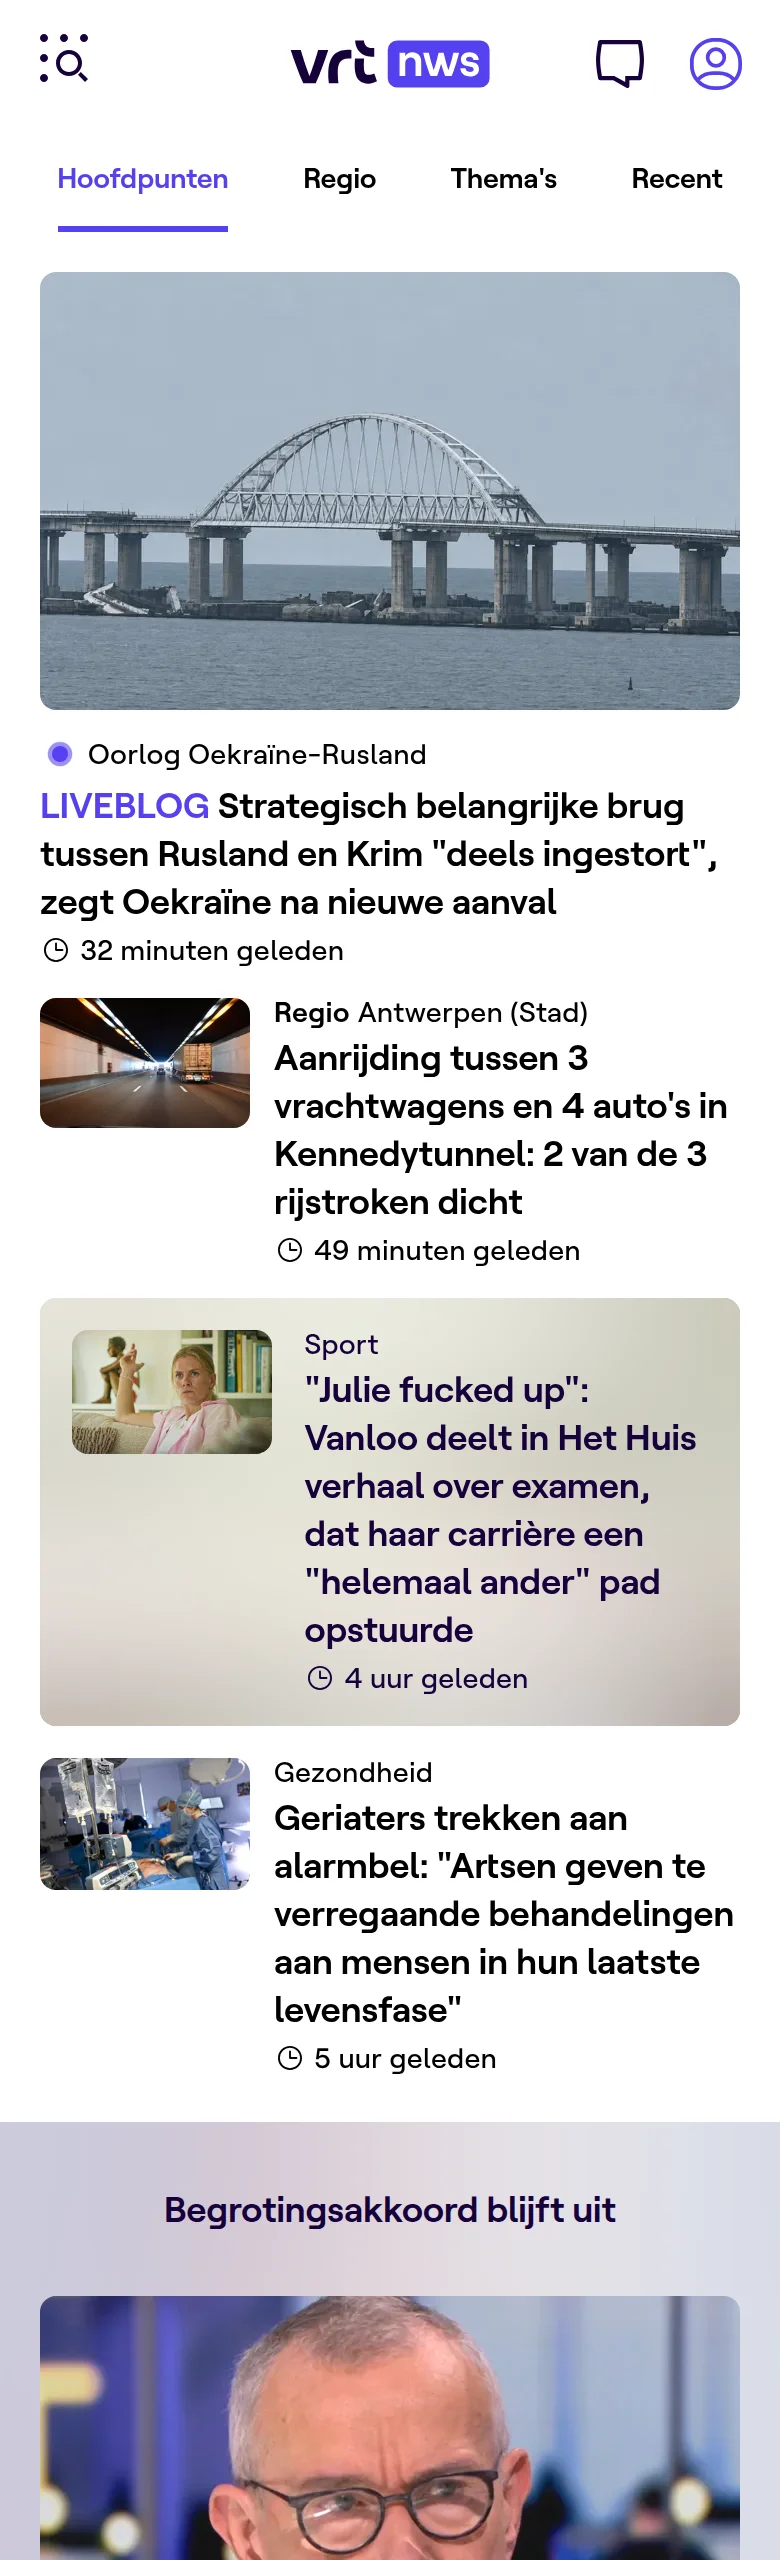 vrt nws
Hoofdpunten Regio Thema's Recent
Oorlog Oekraïne-Rusland
LIVEBLOG Strategisch belangrijke brug
tussen Rusland en Krim "deels ingestort",
zegt Oekraïne na nieuwe aanval
32 minuten geleden
Regio Antwerpen (Stad)
Aanrijding tussen 3
vrachtwagens en 4 auto's in
Kennedytunnel: 2 van de 3
rijstroken dicht
49 minuten geleden
Sport
"Julie fucked up":
Vanloo deelt in Het Huis
verhaal over examen,
dat haar carrière een
"helemaal ander" pad
opstuurde
4 uur geleden
Gezondheid
Geriaters trekken aan
alarmbel: "Artsen geven te
verregaande behandelingen
aan mensen in hun laatste
levensfase"
5 uur geleden
Begrotingsakkoord blijft uit